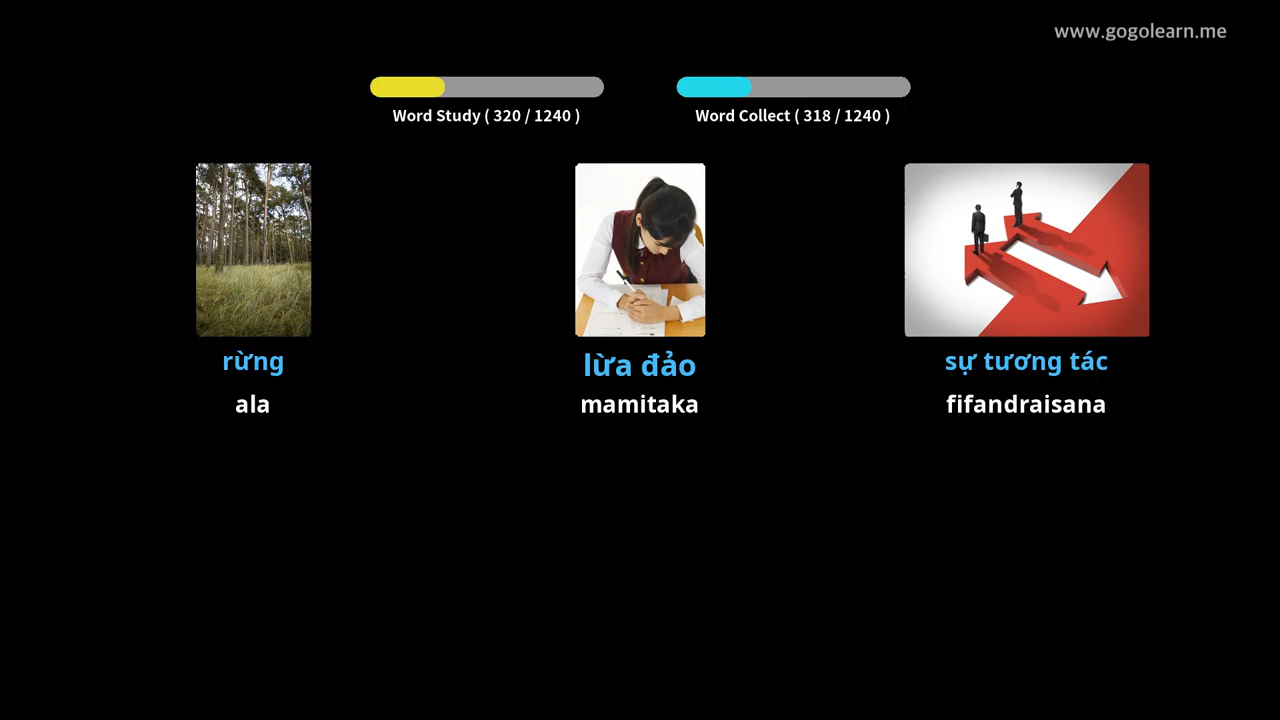 www.gogolearn.me
Word Study ( 320 / 1240 )
Word Collect ( 318 / 1240 )
rừng
lừa đảo
sự tương tác
ala
mamitaka
fifandraisana